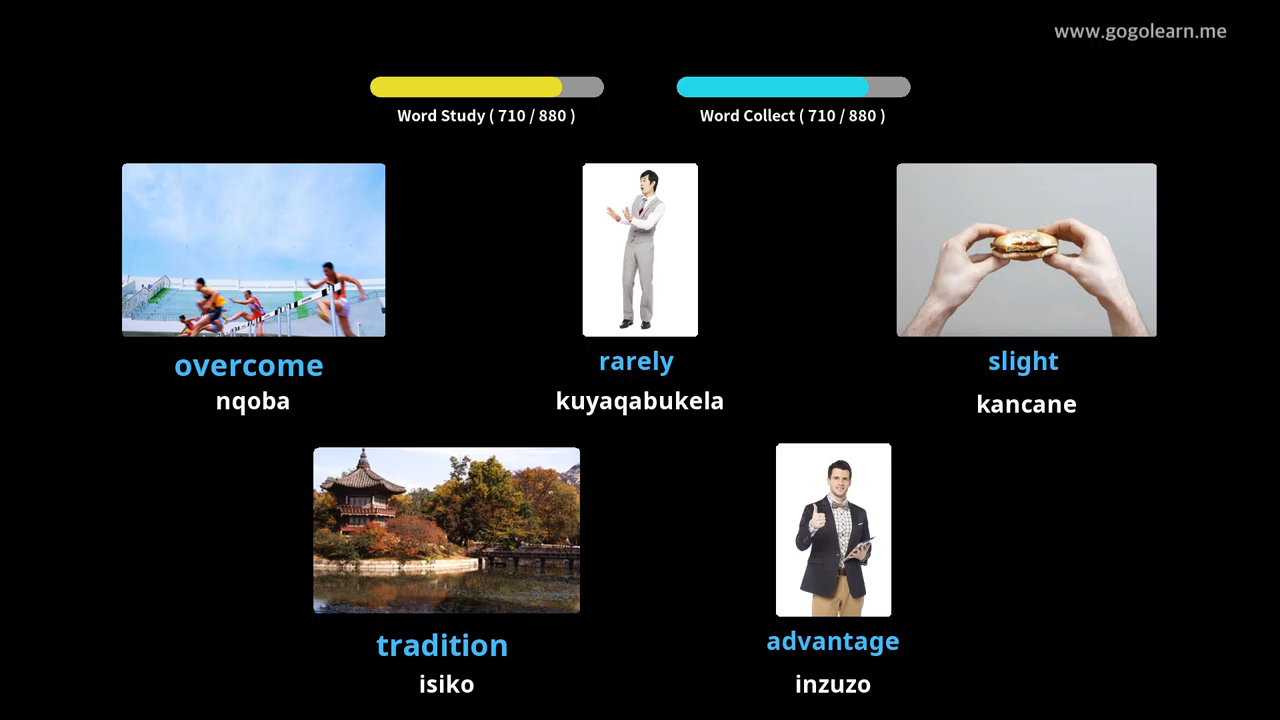 www.gogolearn.me
Word Study ( 710 / 880 )
Word Collect ( 710 / 880 )
overcome
nqoba
rarely
kuyaqabukela
slight
kancane
tradition
isiko
advantage
inzuzo